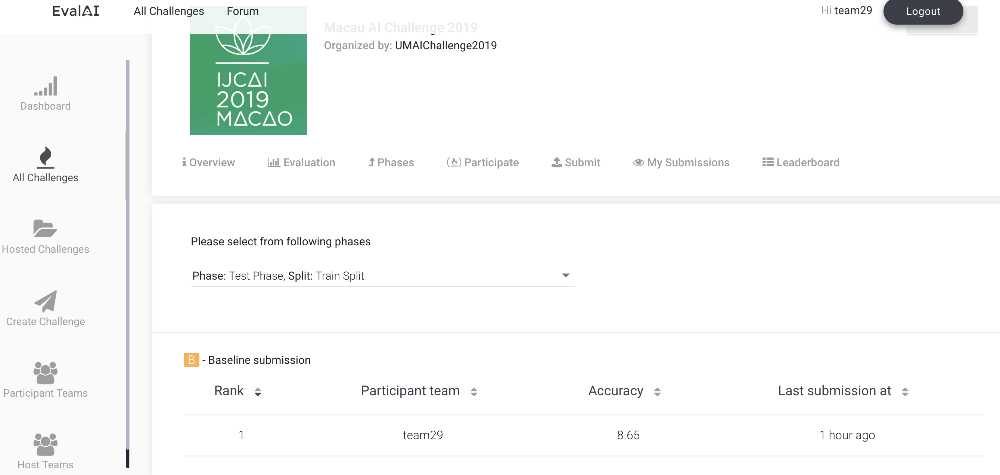 EvalAI
All Challenges
Forum
Hi team29
Logout
Macau AI Challenge 2019
Organized by: UMAIChallenge2019
IJCAI
2019
MACAO
Dashboard
All Challenges
Hosted Challenges
Create Challenge
Participant Teams
Host Teams
Overview
Evaluation
Phases
Participate
Submit
My Submissions
Leaderboard
Please select from following phases
Phase: Test Phase, Split: Train Split
B - Baseline submission
Rank Participant team Accuracy Last submission at
1 team29 8.65 1 hour ago